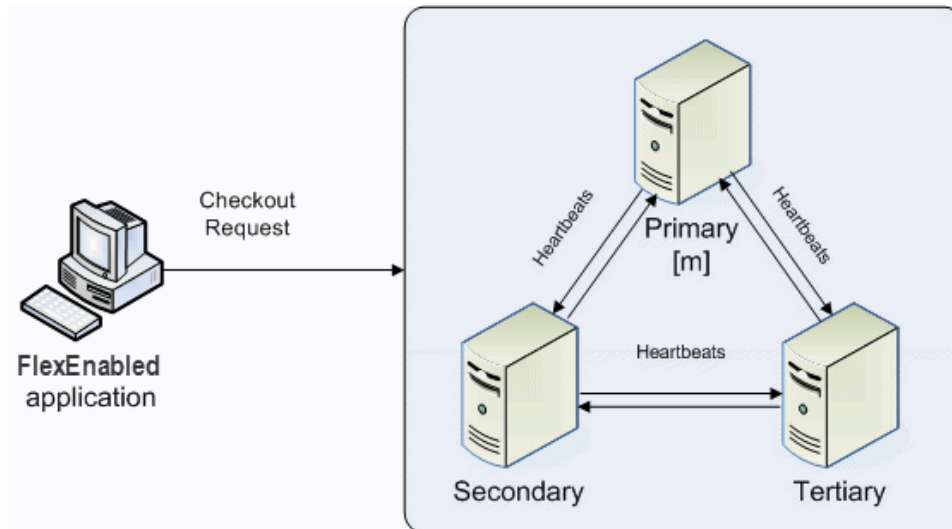 Checkout
Request
FlexEnabled
application
Heartbeats
Primary
[m]
Heartbeats
Heartbeats
Secondary
Tertiary